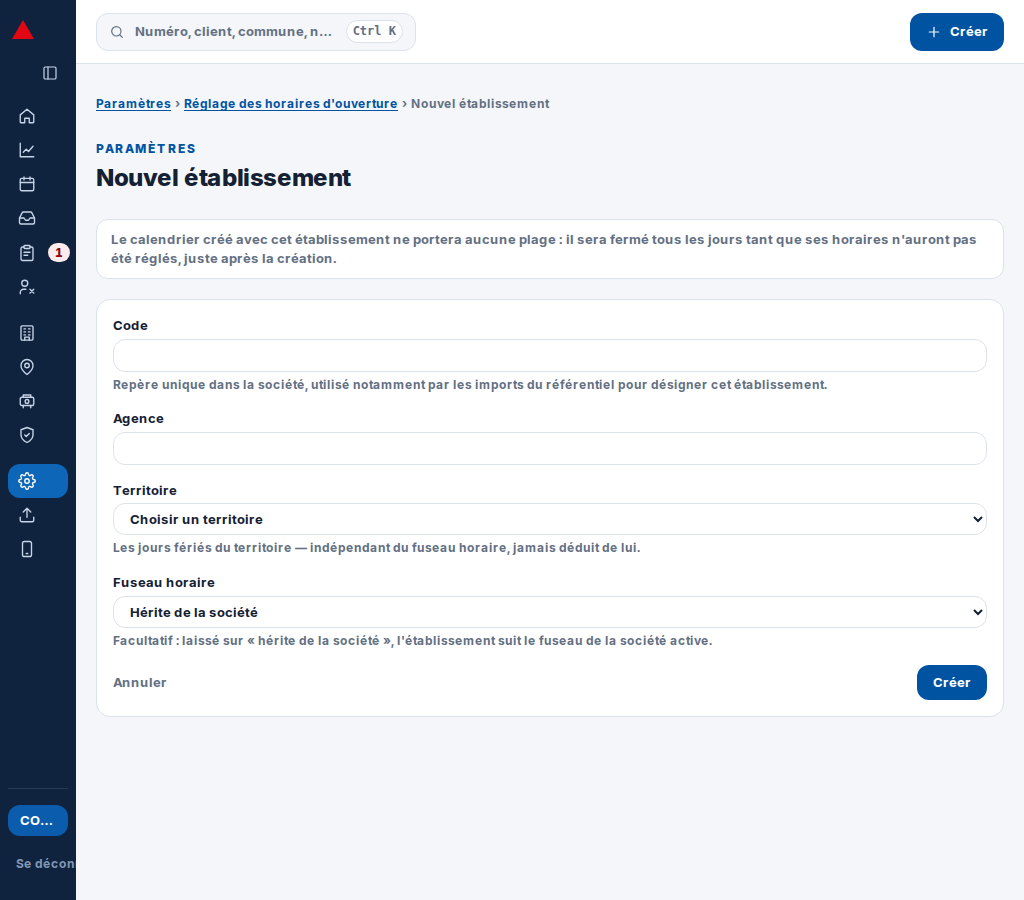 Numéro, client, commune, n… Ctrl K
Créer
Paramètres › Réglage des horaires d'ouverture › Nouvel établissement
PARAMÈTRES
Nouvel établissement
Le calendrier créé avec cet établissement ne portera aucune plage : il sera fermé tous les jours tant que ses horaires n'auront pas
été réglés, juste après la création.
1
Code
Repère unique dans la société, utilisé notamment par les imports du référentiel pour désigner cet établissement.
Agence
Territoire
Choisir un territoire
Les jours fériés du territoire — indépendant du fuseau horaire, jamais déduit de lui.
Fuseau horaire
Hérite de la société
Facultatif : laissé sur « hérite de la société », l'établissement suit le fuseau de la société active.
Annuler
Créer
CO…
Se décon